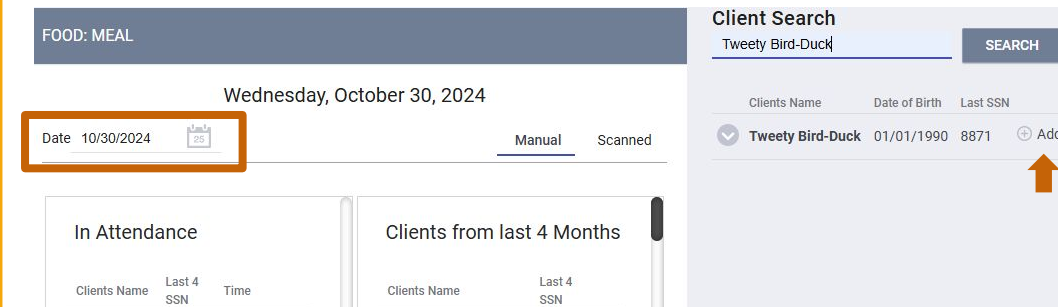 FOOD: MEAL
Wednesday, October 30, 2024
Date 10/30/2024
25
Manual Scanned
In Attendance
Clients Name Last 4 SSN Time
Clients from last 4 Months
Clients Name Last 4 SSN
Client Search
Tweety Bird-Duck
SEARCH
Clients Name Date of Birth Last SSN
Tweety Bird-Duck 01/01/1990 8871 Add